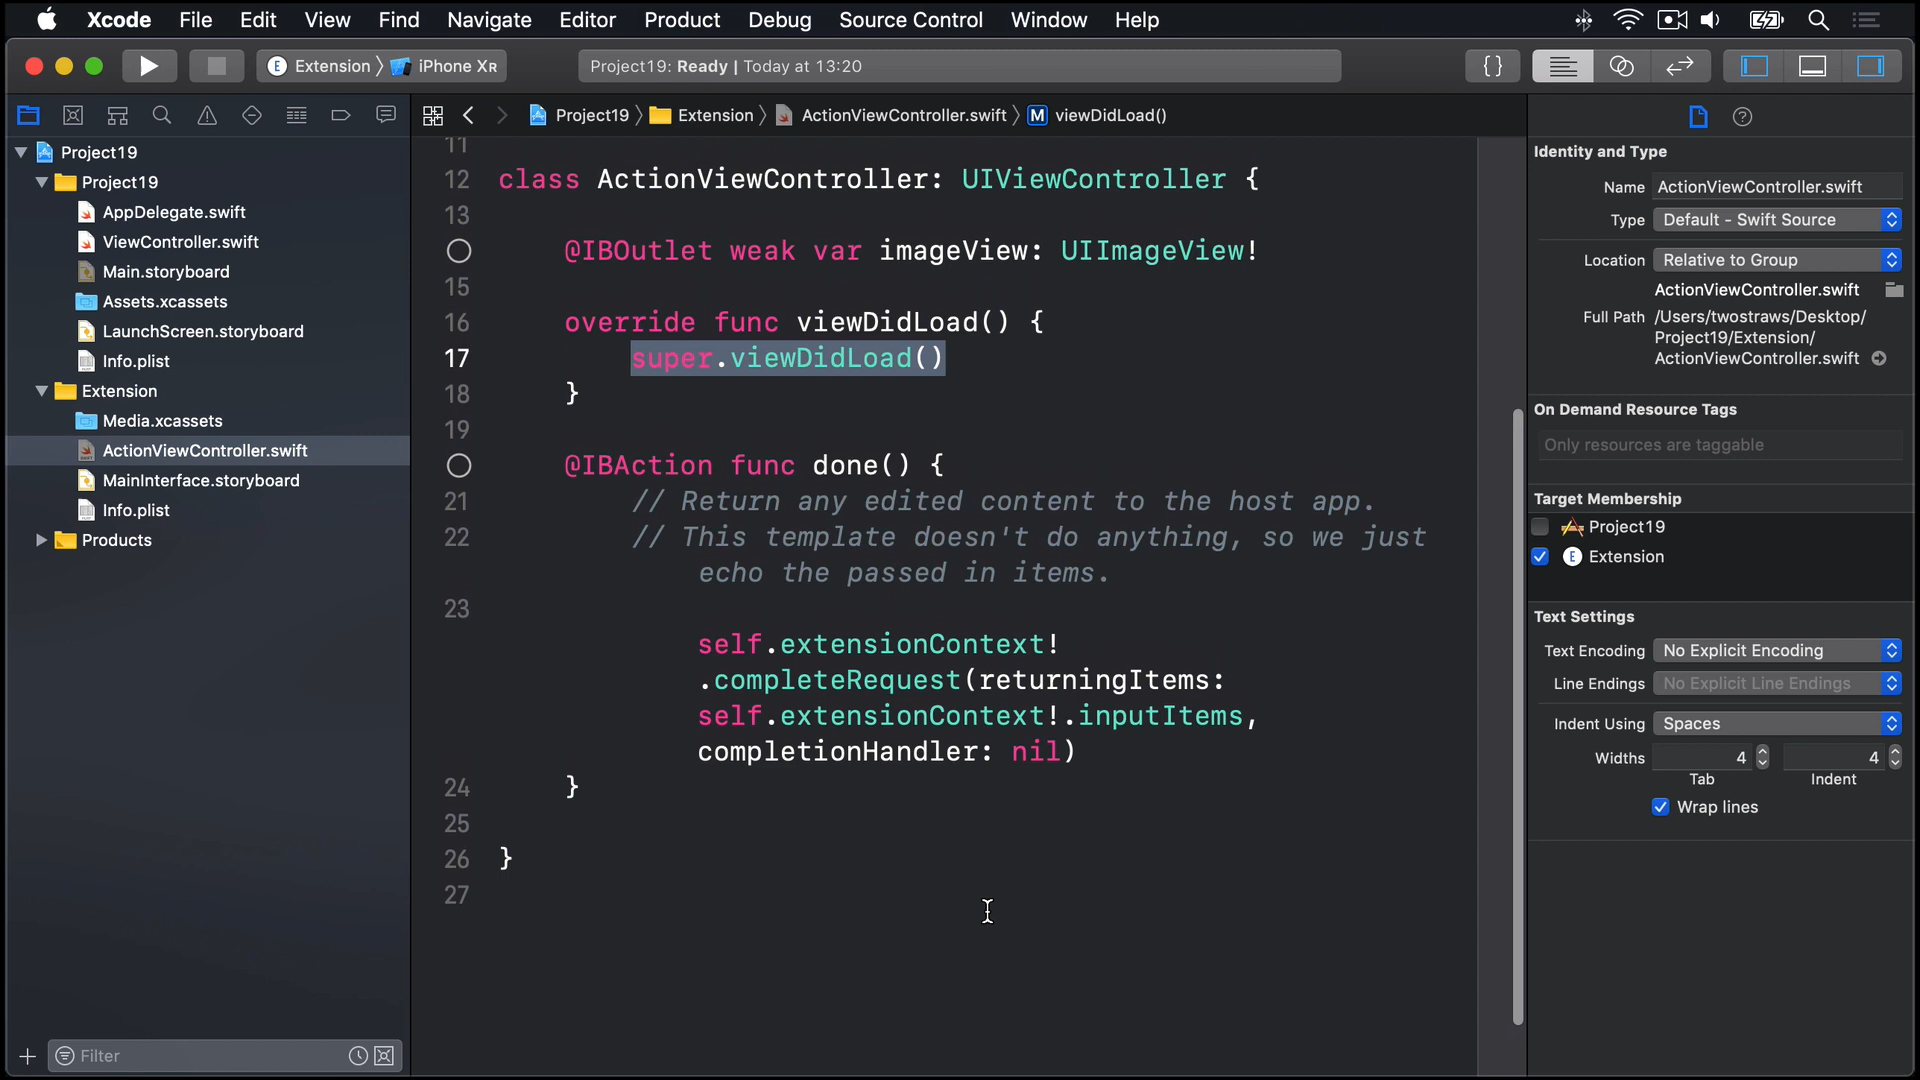 Xcode File Edit View Find Navigate Editor Product Debug Source Control Window Help
Extension iPhone XR
Project19: Ready | Today at 13:20
{}
Project19 Extension ActionViewController.swift M viewDidLoad()
Project19
Project19
AppDelegate.swift
ViewController.swift
Main.storyboard
Assets.xcassets
LaunchScreen.storyboard
Info.plist
Extension
Media.xcassets
ActionViewController.swift
MainInterface.storyboard
Info.plist
Products
Filter
11
12 class ActionViewController: UIViewController {
13
@IBOutlet weak var imageView: UIImageView!
15
16 override func viewDidLoad() {
17 super.viewDidLoad()
18 }
19
@IBAction func done() {
21 // Return any edited content to the host app.
22 // This template doesn't do anything, so we just
echo the passed in items.
23
self.extensionContext!
.completeRequest(returningItems:
self.extensionContext!.inputItems,
completionHandler: nil)
24 }
25
26 }
27
Identity and Type
Name ActionViewController.swift
Type Default - Swift Source
Location Relative to Group
ActionViewController.swift
Full Path /Users/twostraws/Desktop/
Project19/Extension/
ActionViewController.swift
On Demand Resource Tags
Only resources are taggable
Target Membership
Project19
E Extension
Text Settings
Text Encoding No Explicit Encoding
Line Endings No Explicit Line Endings
Indent Using Spaces
Widths 4 4
Tab Indent
Wrap lines